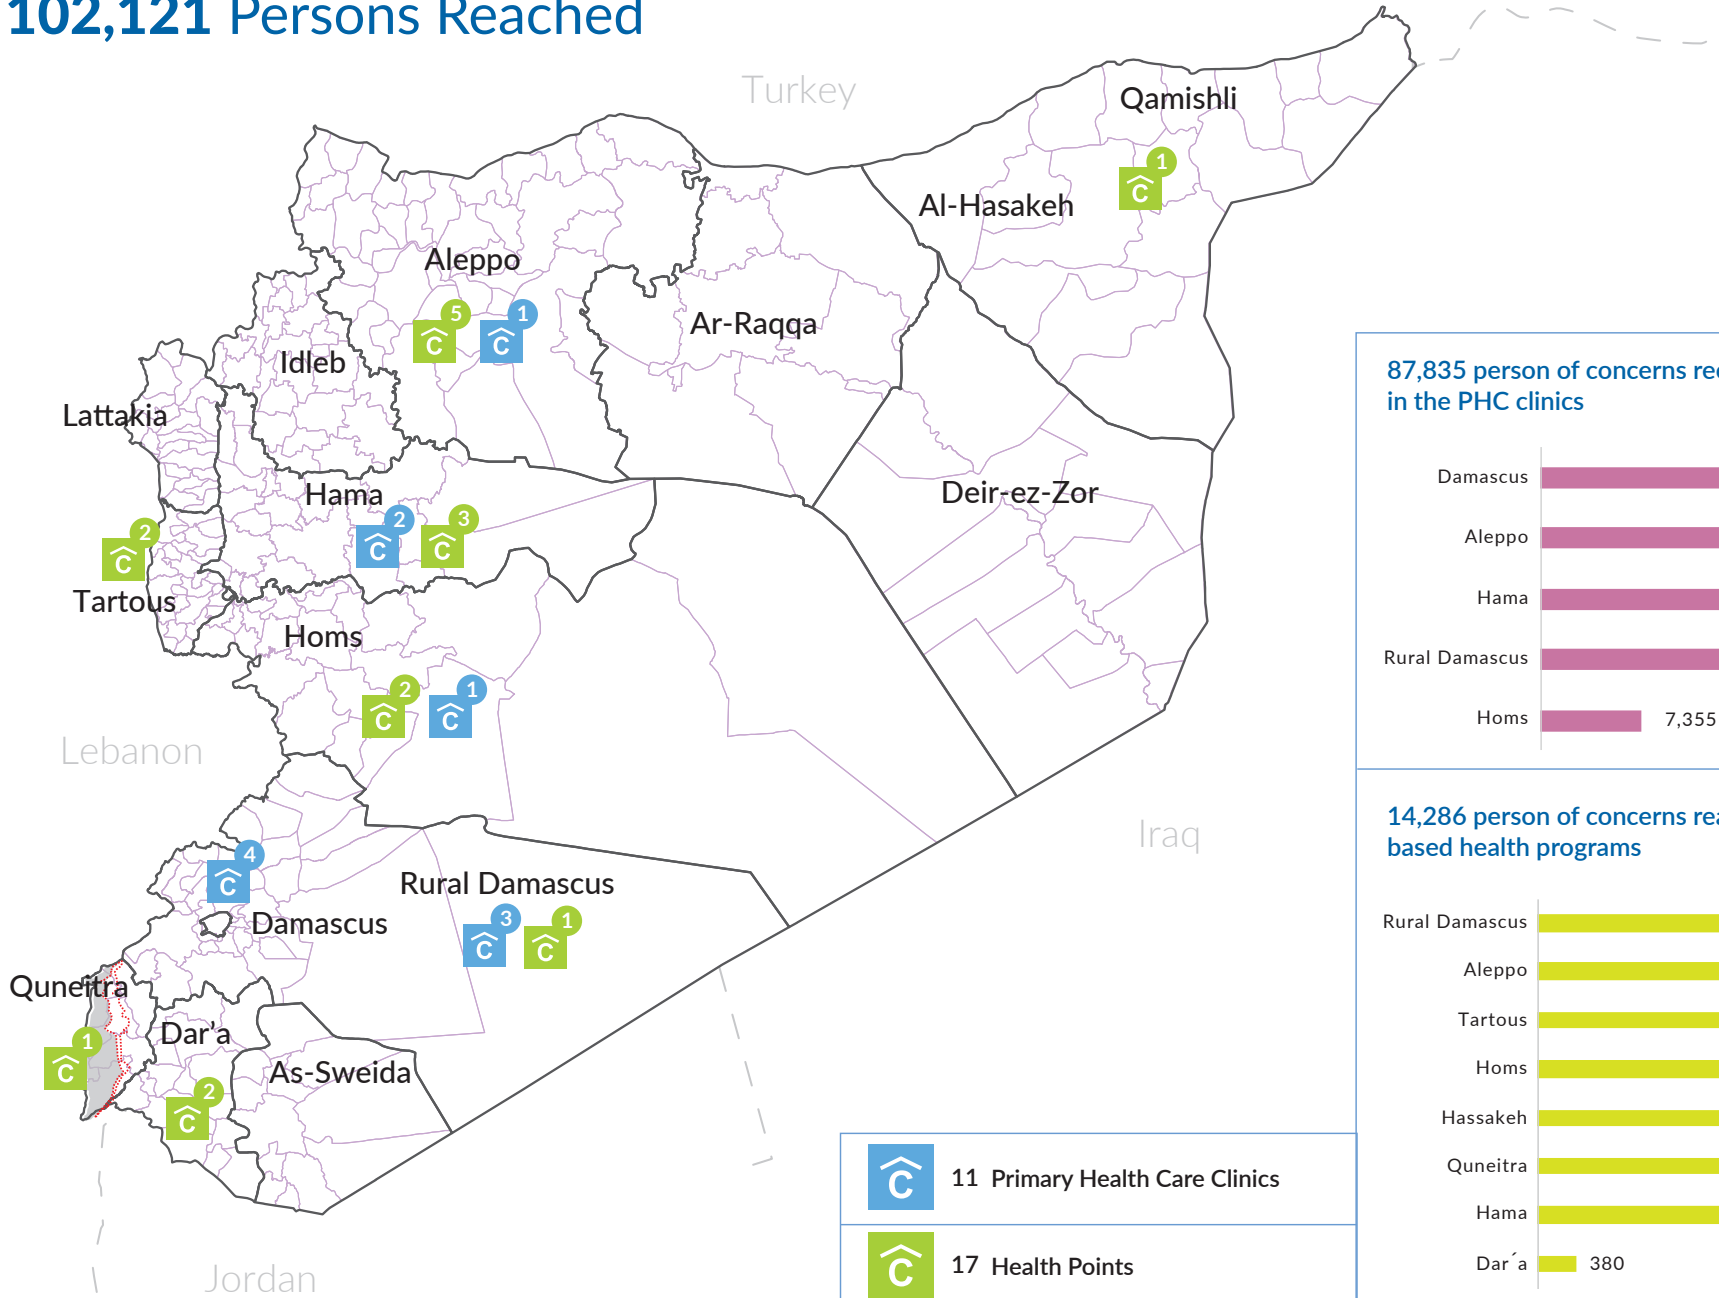 102,121 Persons Reached
Turkey
Qamishli
1
C
Al-Hasakeh
Aleppo
5
1
C
C
Ar-Raqqa
Idleb
Lattakia
Hama
2
3
C
C
Deir-ez-Zor
2
C
Tartous
Homs
2
1
C
C
Lebanon
Iraq
4
C
Rural Damascus
3
1
C
C
Damascus
Quneitra
1
C
Dar'a
2
C
As-Sweida
Jordan
C
11 Primary Health Care Clinics
C
17 Health Points
87,835 person of concerns
in the PHC clinics
Damascus
Aleppo
Hama
Rural Damascus
Homs 7,355
14,286 person of concerns
based health programs
Rural Damascus
Aleppo
Tartous
Homs
Hassakeh
Quneitra
Hama
Dar´a 380